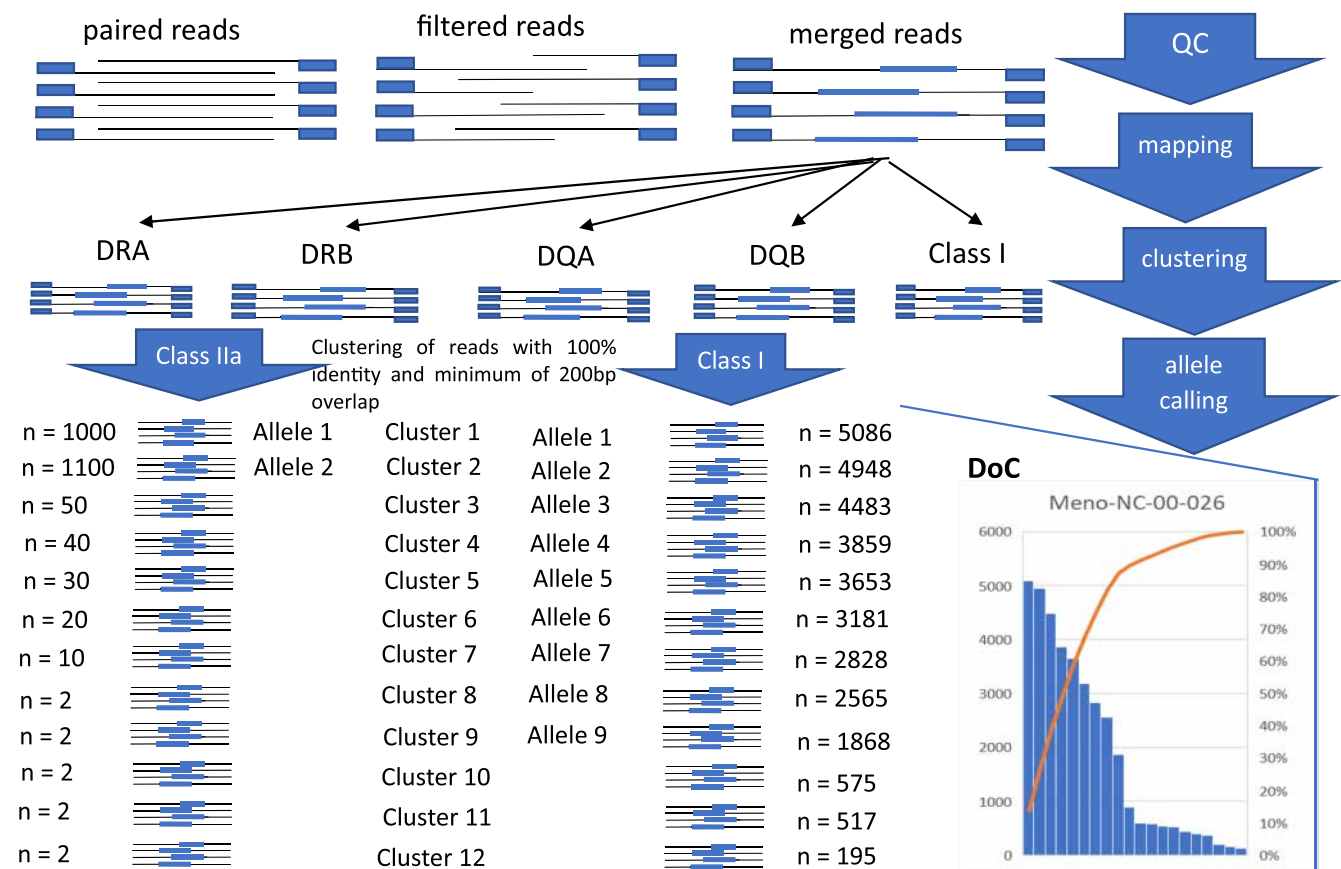 paired reads
filtered reads
merged reads
QC
mapping
DRA
DRB
DQA
DQB
Class I
clustering
Class IIa
Clustering of reads with 100%
identity and minimum of 200bp
overlap
Class I
allele
calling
n = 1000 Allele 1 Cluster 1 Allele 1 n = 5086
n = 1100 Allele 2 Cluster 2 Allele 2 n = 4948
n = 50 Cluster 3 Allele 3 n = 4483
n = 40 Cluster 4 Allele 4 n = 3859
n = 30 Cluster 5 Allele 5 n = 3653
n = 20 Cluster 6 Allele 6 n = 3181
n = 10 Cluster 7 Allele 7 n = 2828
n = 2 Cluster 8 Allele 8 n = 2565
n = 2 Cluster 9 Allele 9 n = 1868
n = 2 Cluster 10 n = 575
n = 2 Cluster 11 n = 517
n = 2 Cluster 12 n = 195
DoC
Meno-NC-00-026
6000
5000
4000
3000
2000
1000
0
100%
90%
80%
70%
60%
50%
40%
30%
20%
10%
0%